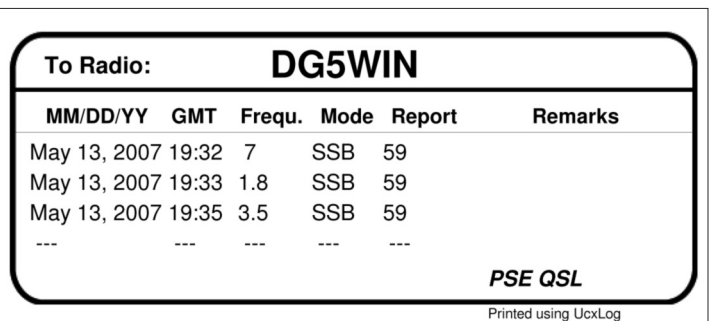 To Radio: DG5WIN
MM/DD/YY GMT Frequ. Mode Report Remarks
May 13, 2007 19:32 7 SSB 59
May 13, 2007 19:33 1.8 SSB 59
May 13, 2007 19:35 3.5 SSB 59
--- --- --- --- ---
PSE QSL
Printed using UcxLog